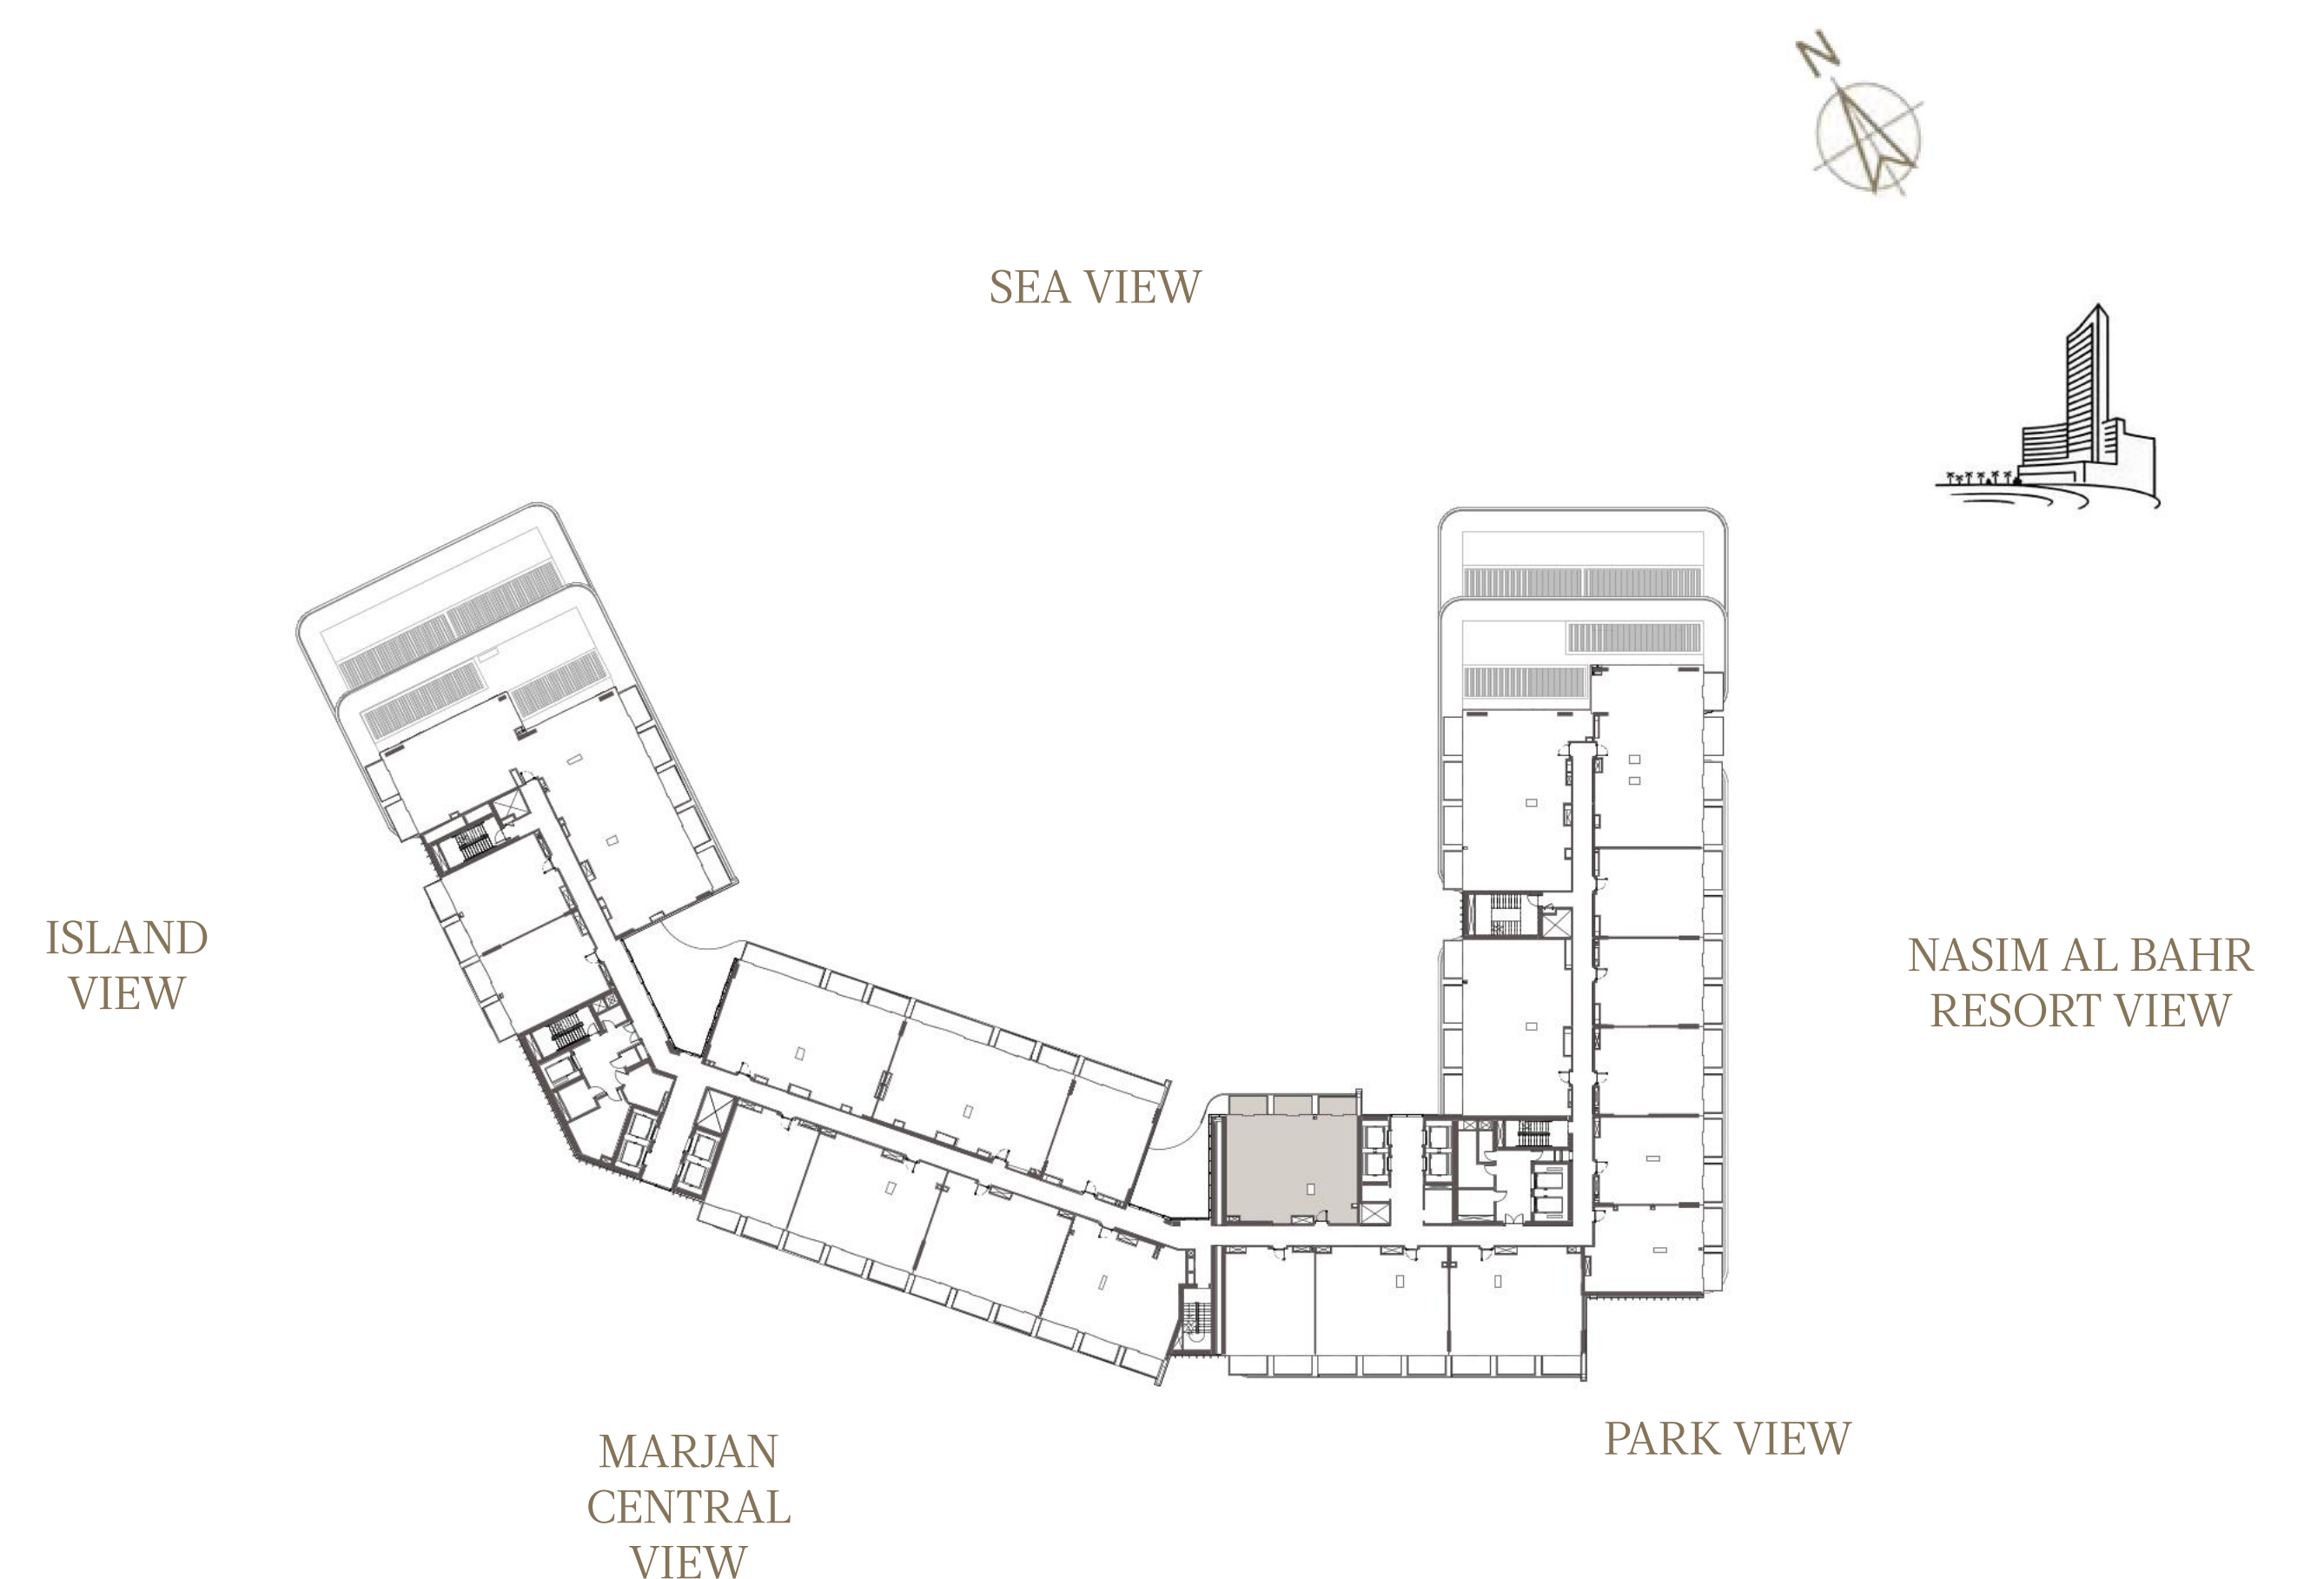 N
SEA VIEW
ISLAND
VIEW
NASIM AL BAHR
RESORT VIEW
PARK VIEW
MARJAN
CENTRAL
VIEW